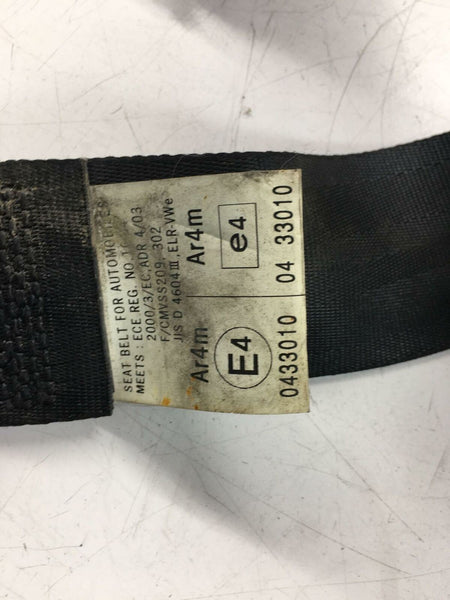 SEAT BELT FOR AUTOMOBILES
MEETS : ECE REG. NO.
2000/3/EC, ADR 4/03
F/CMVSS209, 302
JIS D 4604 III, ELR-VWe
Ar4m
E4
0433010
Ar4m
e4
04 33010